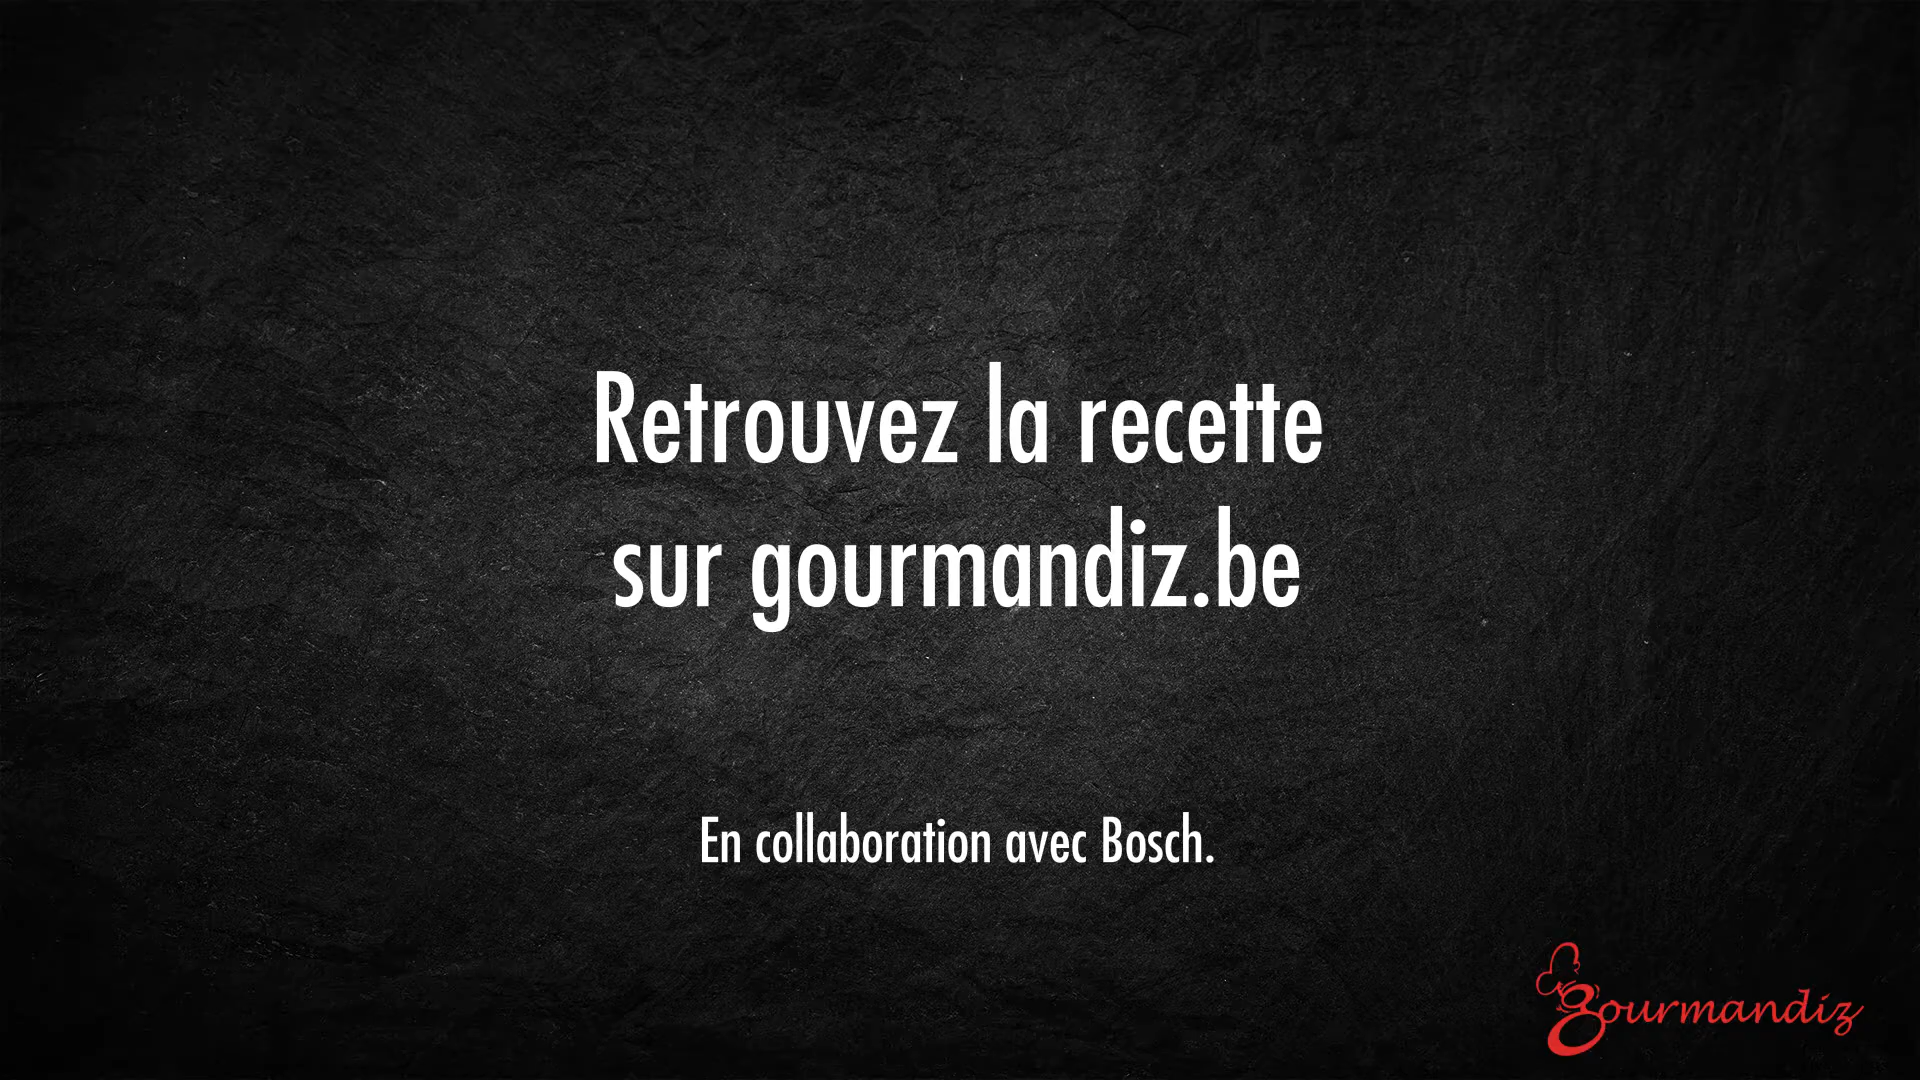 Retrouvez la recette
sur gourmandiz.be
En collaboration avec Bosch.
gourmandiz